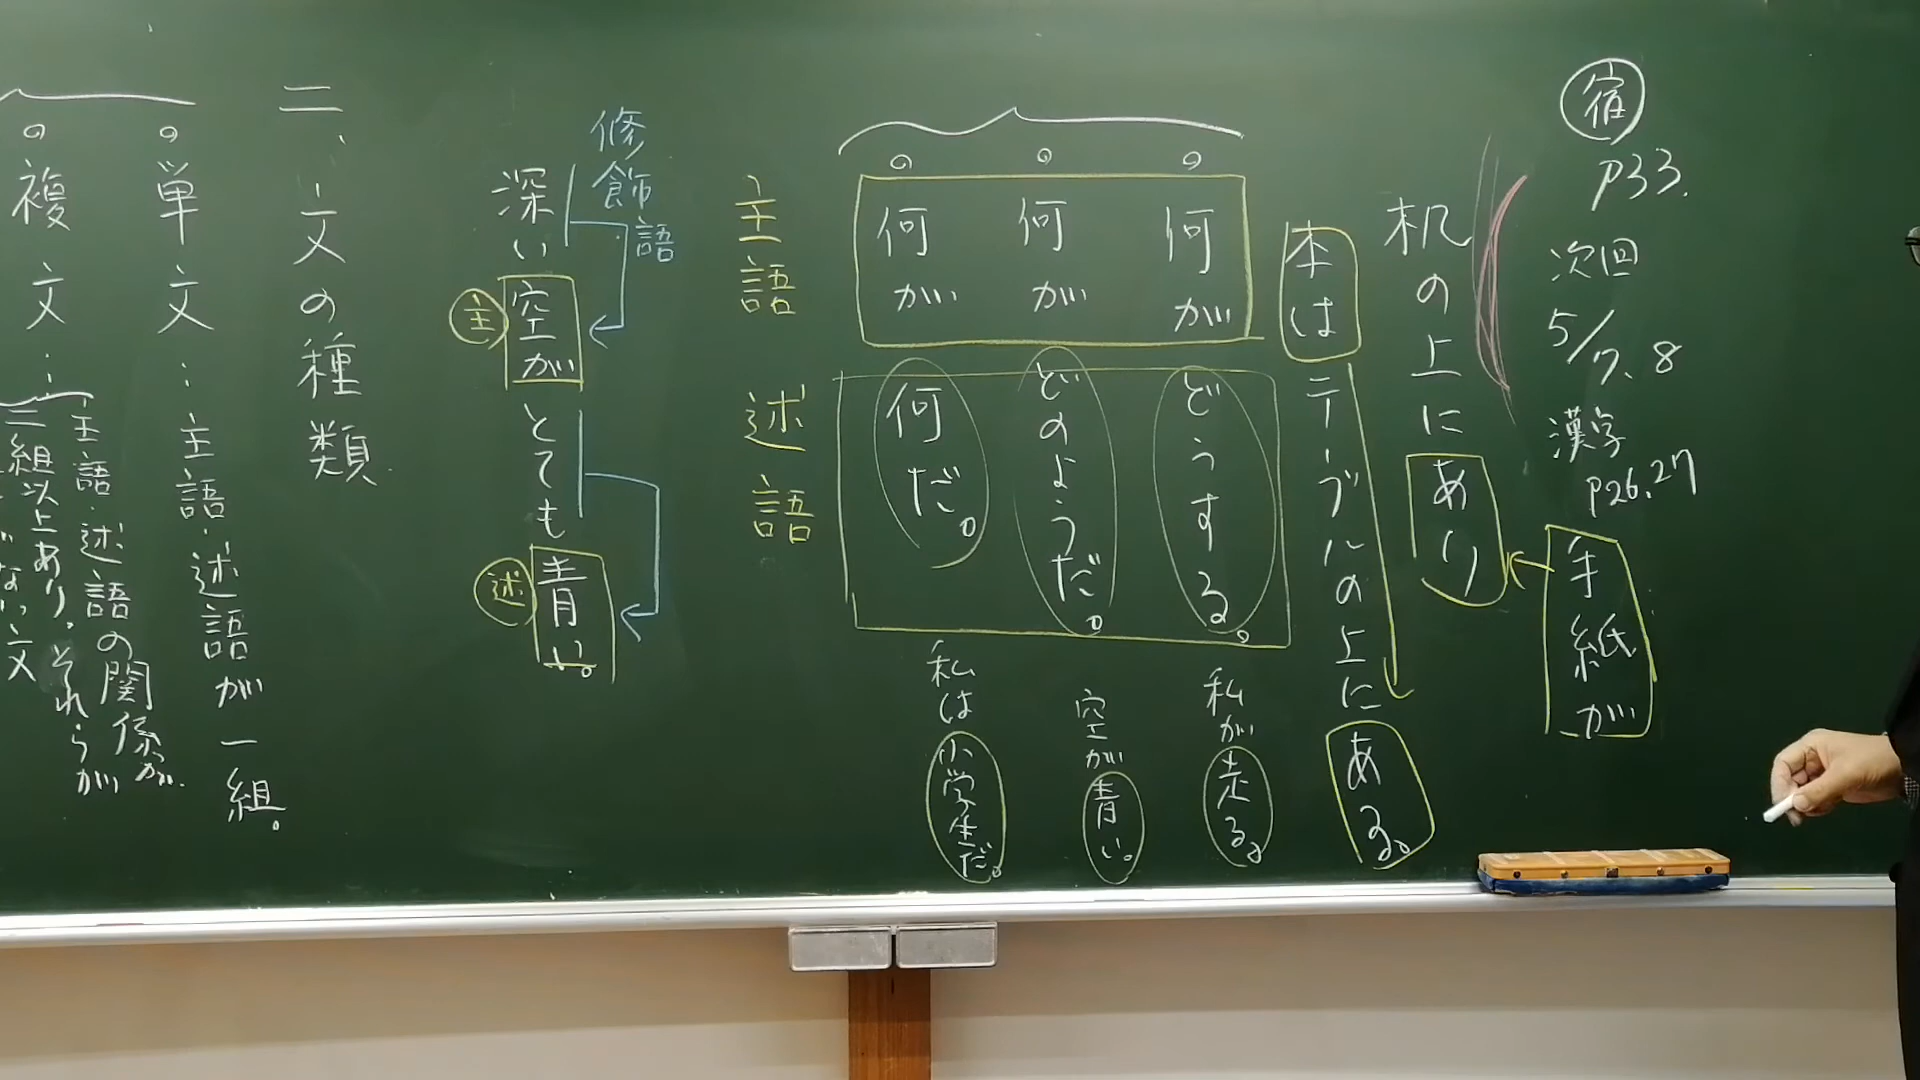 宿
P33.
次回
5/7、8
漢字
P26.27
手紙が
机の上にあり
本はテーブルの上にある。
何が どうする。
私が走る。
何が どのようだ。
空が青い。
何が 何だ。
私は小学生だ。
主語 述語
修飾語
深い空がとても青い。
主
述
二、文の種類
単文…主語・述語が一組。
複文…
主語・述語の関係が
二組以上あり。それらが